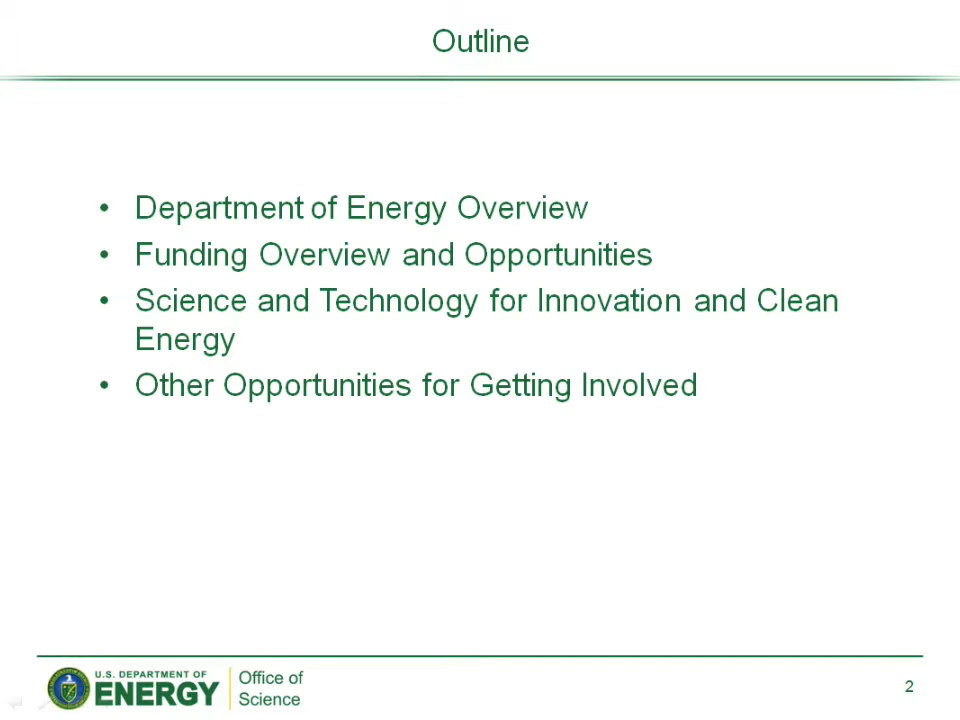 Outline
• Department of Energy Overview
• Funding Overview and Opportunities
• Science and Technology for Innovation and Clean
Energy
• Other Opportunities for Getting Involved
U.S. DEPARTMENT OF
ENERGY
Office of
Science
2